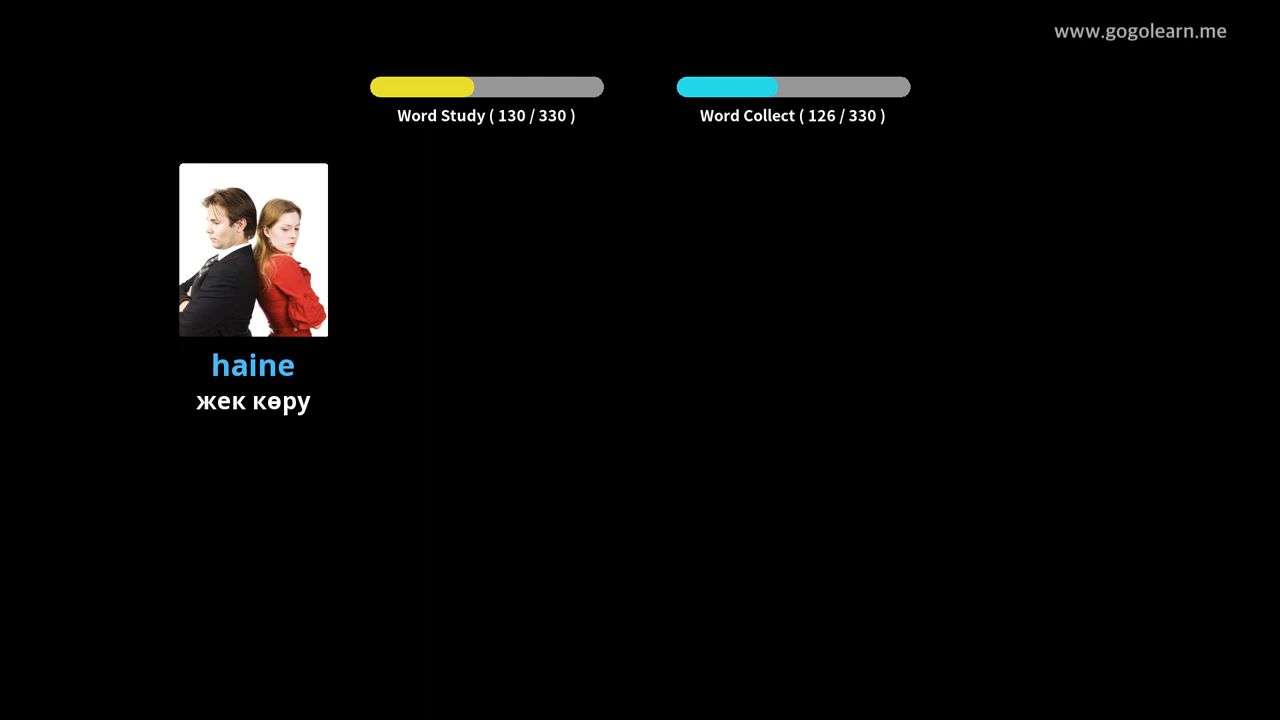 www.gogolearn.me
Word Study ( 130 / 330 )
Word Collect ( 126 / 330 )
haine
жек көру